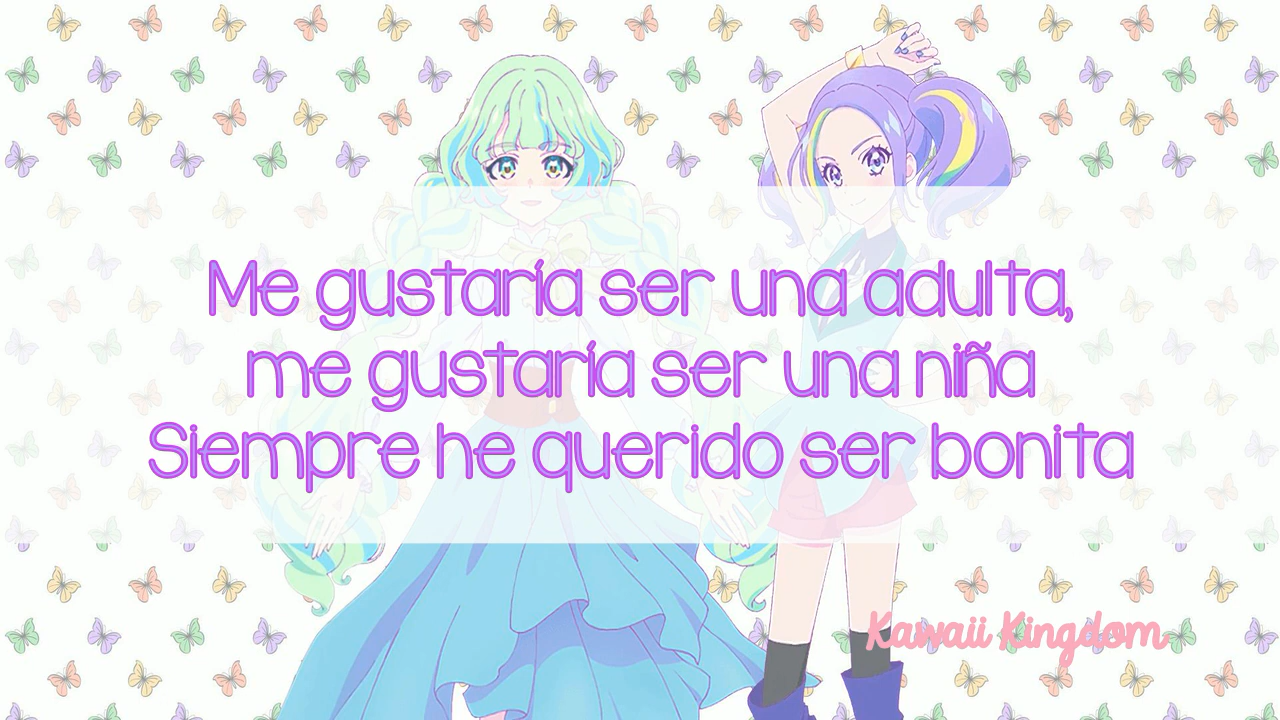 Me gustaría ser una adulta,
me gustaría ser una niña
Siempre he querido ser bonita
Kawaii Kingdom